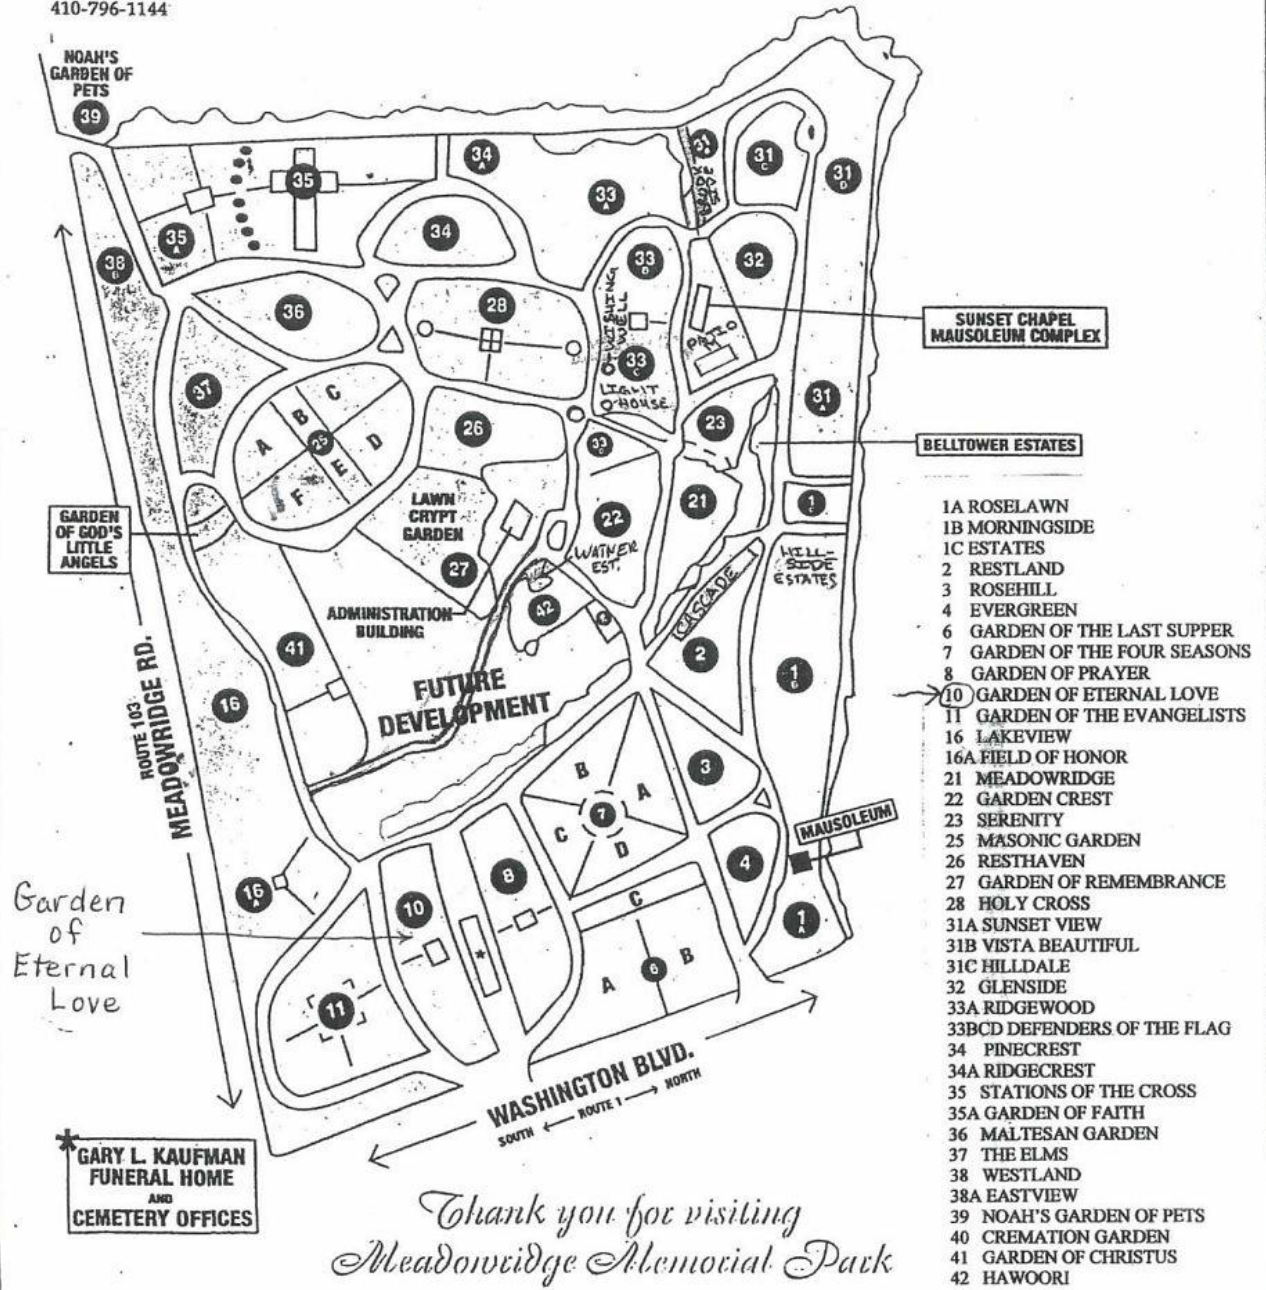 410-796-1144
NOAH'S
GARDEN OF
PETS
39
34
A
31
C
31
D
35
33
A
35
A
34
38
B
33
D
32
36
28
WISHING
WELL
SUNSET CHAPEL
MAUSOLEUM COMPLEX
PATIO
33
C
37
LIGHT
HOUSE
31
A
C
B
A
25
D
E
F
26
23
33
BELLTOWER ESTATES
LAWN
CRYPT
GARDEN
21
1
C
GARDEN
OF GOD'S
LITTLE
ANGELS
22
WATNER
EST.
HILL-
SIDE
ESTATES
27
CASCADE
42
ADMINISTRATION
BUILDING
41
2
1
B
FUTURE
DEVELOPMENT
16
ROUTE 103
MEADOWRIDGE RD.
3
B
A
7
C
D
MAUSOLEUM
4
8
16
A
10
C
1
A
Garden
of
Eternal
Love
*
6
B
A
11
WASHINGTON BLVD.
SOUTH ← ROUTE 1 → NORTH
* GARY L. KAUFMAN
FUNERAL HOME
AND
CEMETERY OFFICES
Thank you for visiting
Meadowridge Memorial Park
1A ROSELAWN
1B MORNINGSIDE
1C ESTATES
2 RESTLAND
3 ROSEHILL
4 EVERGREEN
6 GARDEN OF THE LAST SUPPER
7 GARDEN OF THE FOUR SEASONS
8 GARDEN OF PRAYER
10 GARDEN OF ETERNAL LOVE
11 GARDEN OF THE EVANGELISTS
16 LAKEVIEW
16A FIELD OF HONOR
21 MEADOWRIDGE
22 GARDEN CREST
23 SERENITY
25 MASONIC GARDEN
26 RESTHAVEN
27 GARDEN OF REMEMBRANCE
28 HOLY CROSS
31A SUNSET VIEW
31B VISTA BEAUTIFUL
31C HILLDALE
32 GLENSIDE
33A RIDGEWOOD
33BCD DEFENDERS OF THE FLAG
34 PINECREST
34A RIDGECREST
35 STATIONS OF THE CROSS
35A GARDEN OF FAITH
36 MALTESAN GARDEN
37 THE ELMS
38 WESTLAND
38A EASTVIEW
39 NOAH'S GARDEN OF PETS
40 CREMATION GARDEN
41 GARDEN OF CHRISTUS
42 HAWOORI